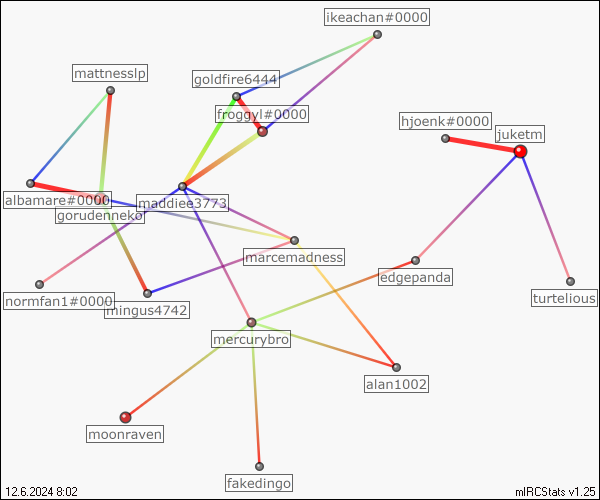 ikeachan#0000
mattnesslp
goldfire6444
froggyl#0000
hjoenk#0000
juketm
albamare#0000
maddiee3773
gorudenneko
marcemadness
edgepanda
normfan1#0000
mingus4742
turtelious
mercurybro
alan1002
moonraven
fakedingo
12.6.2024 8:02
mIRCStats v1.25